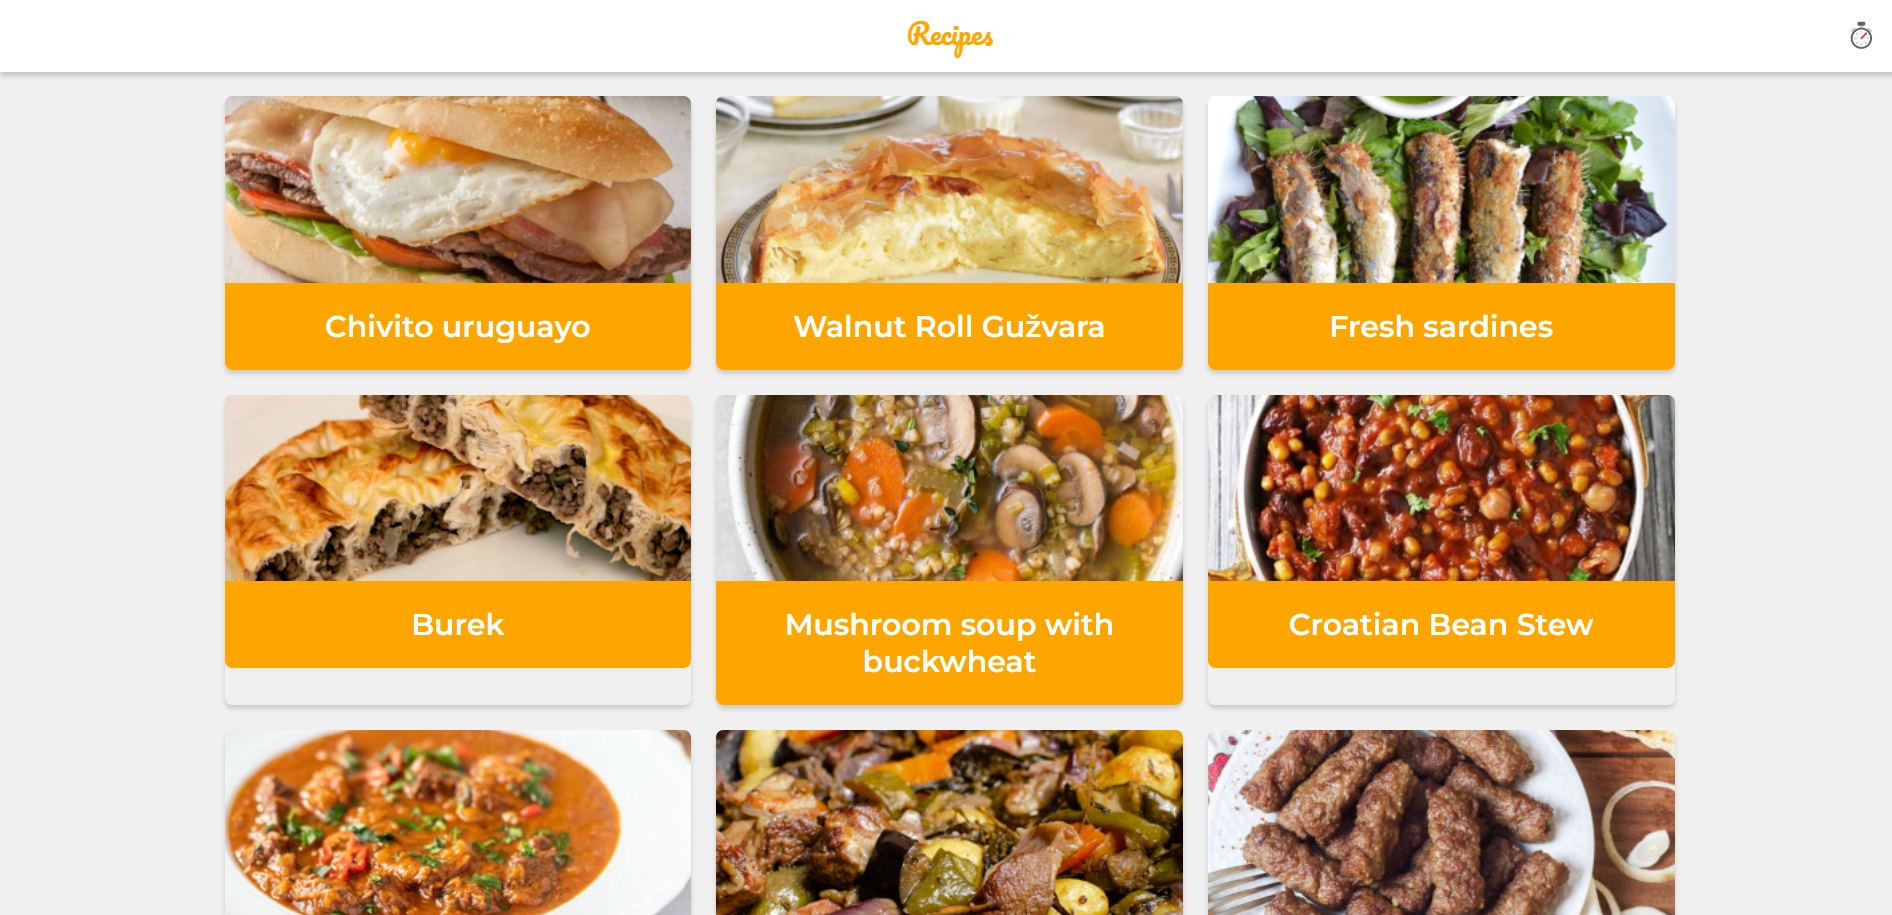 Recipes
Chivito uruguayo
Walnut Roll Gužvara
Fresh sardines
Burek
Mushroom soup with
buckwheat
Croatian Bean Stew